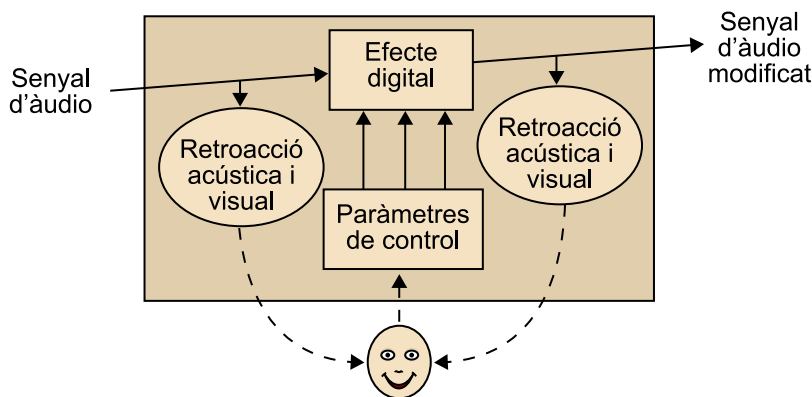 Senyal
d'àudio
Efecte
digital
Senyal
d'àudio
modificat
Retroacció
acústica i
visual
Retroacció
acústica i
visual
Paràmetres
de control